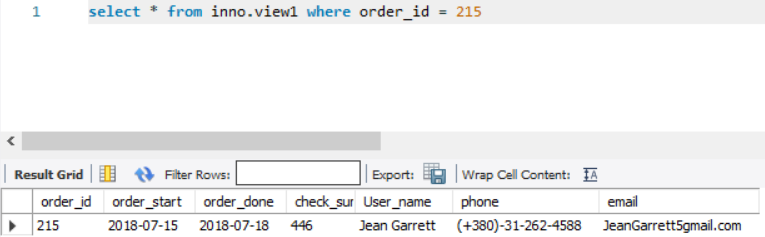 1 select * from inno.view1 where order_id = 215
Result Grid Filter Rows: Export: Wrap Cell Content: IA
order_id order_start order_done check_sur User_name phone email
215 2018-07-15 2018-07-18 446 Jean Garrett (+380)-31-262-4588 JeanGarrett5gmail.com